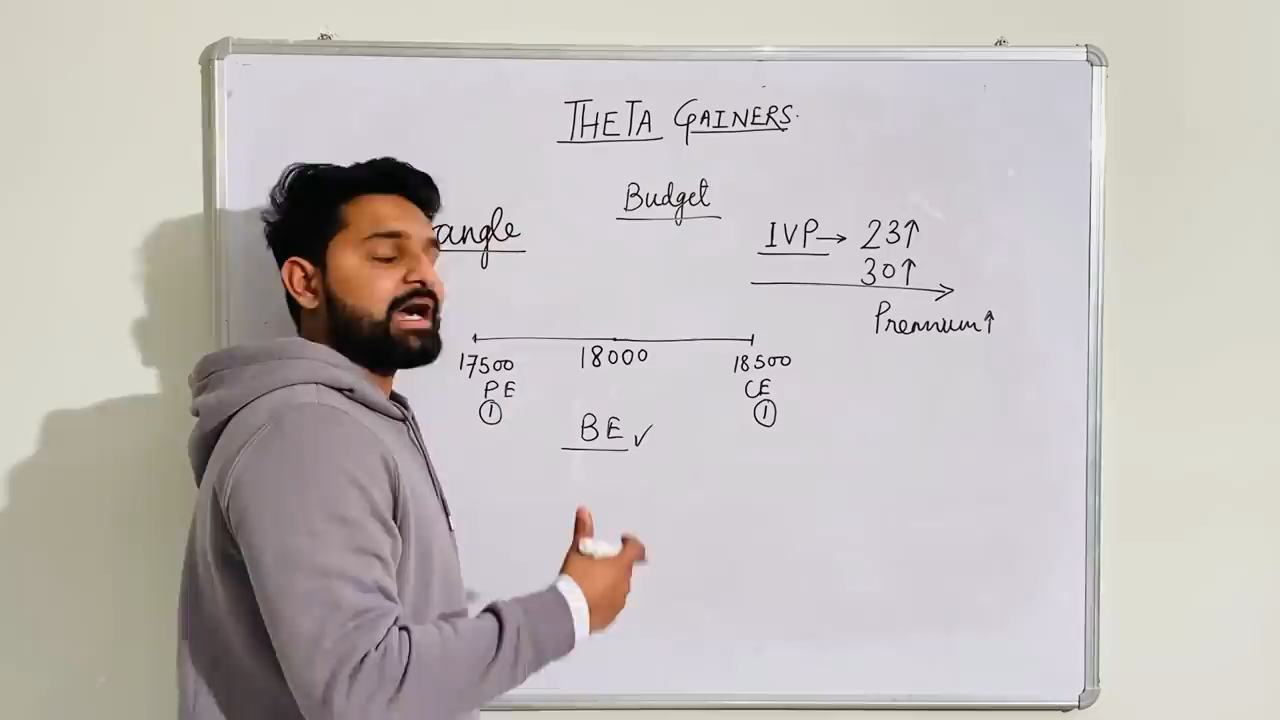 THETA GAINERS.
Budget
angle
IVP → 23↑
30↑
Premium↑
17500 18000 18500
PE CE
1 1
BE ✓